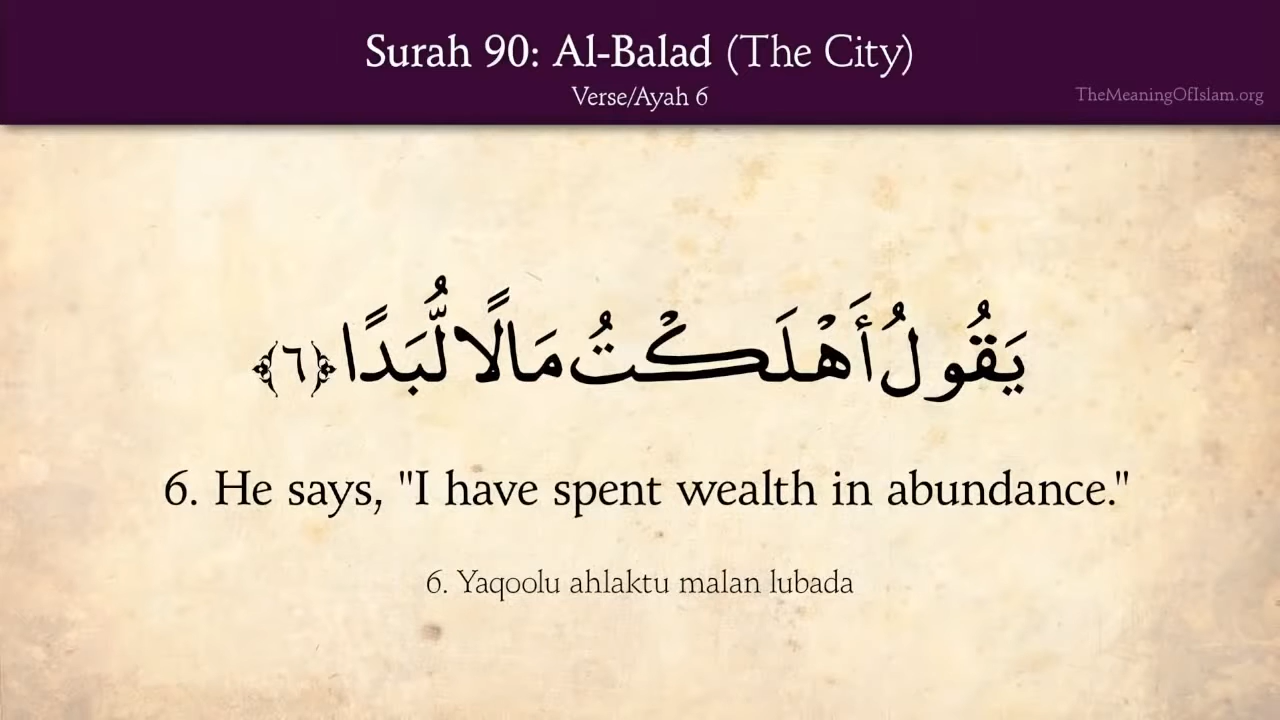 Surah 90: Al-Balad (The City)
Verse/Ayah 6
TheMeaningOfIslam.org
يَقُولُ أَهْلَكْتُ مَالًا لُّبَدًا ﴿٦﴾
6. He says, "I have spent wealth in abundance."
6. Yaqoolu ahlaktu malan lubada